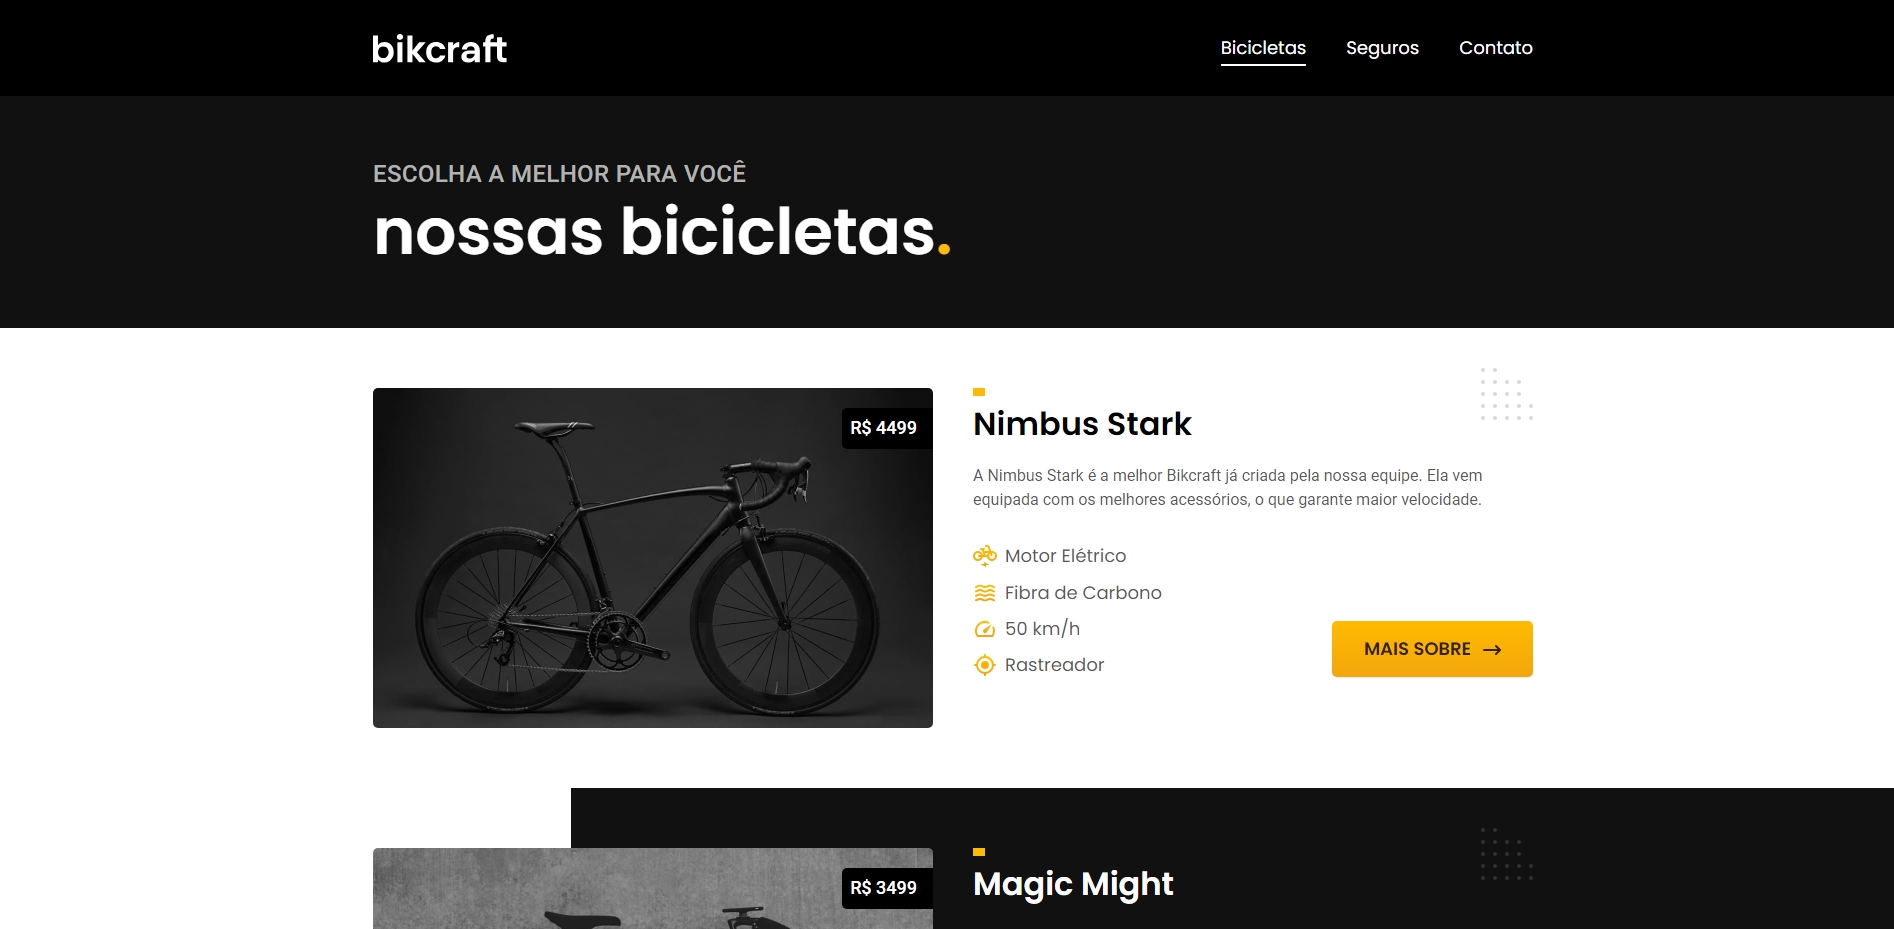 bikcraft
Bicicletas Seguros Contato
ESCOLHA A MELHOR PARA VOCÊ
nossas bicicletas.
R$ 4499
Nimbus Stark
A Nimbus Stark é a melhor Bikcraft já criada pela nossa equipe. Ela vem
equipada com os melhores acessórios, o que garante maior velocidade.
Motor Elétrico
Fibra de Carbono
50 km/h
Rastreador
MAIS SOBRE →
R$ 3499
Magic Might